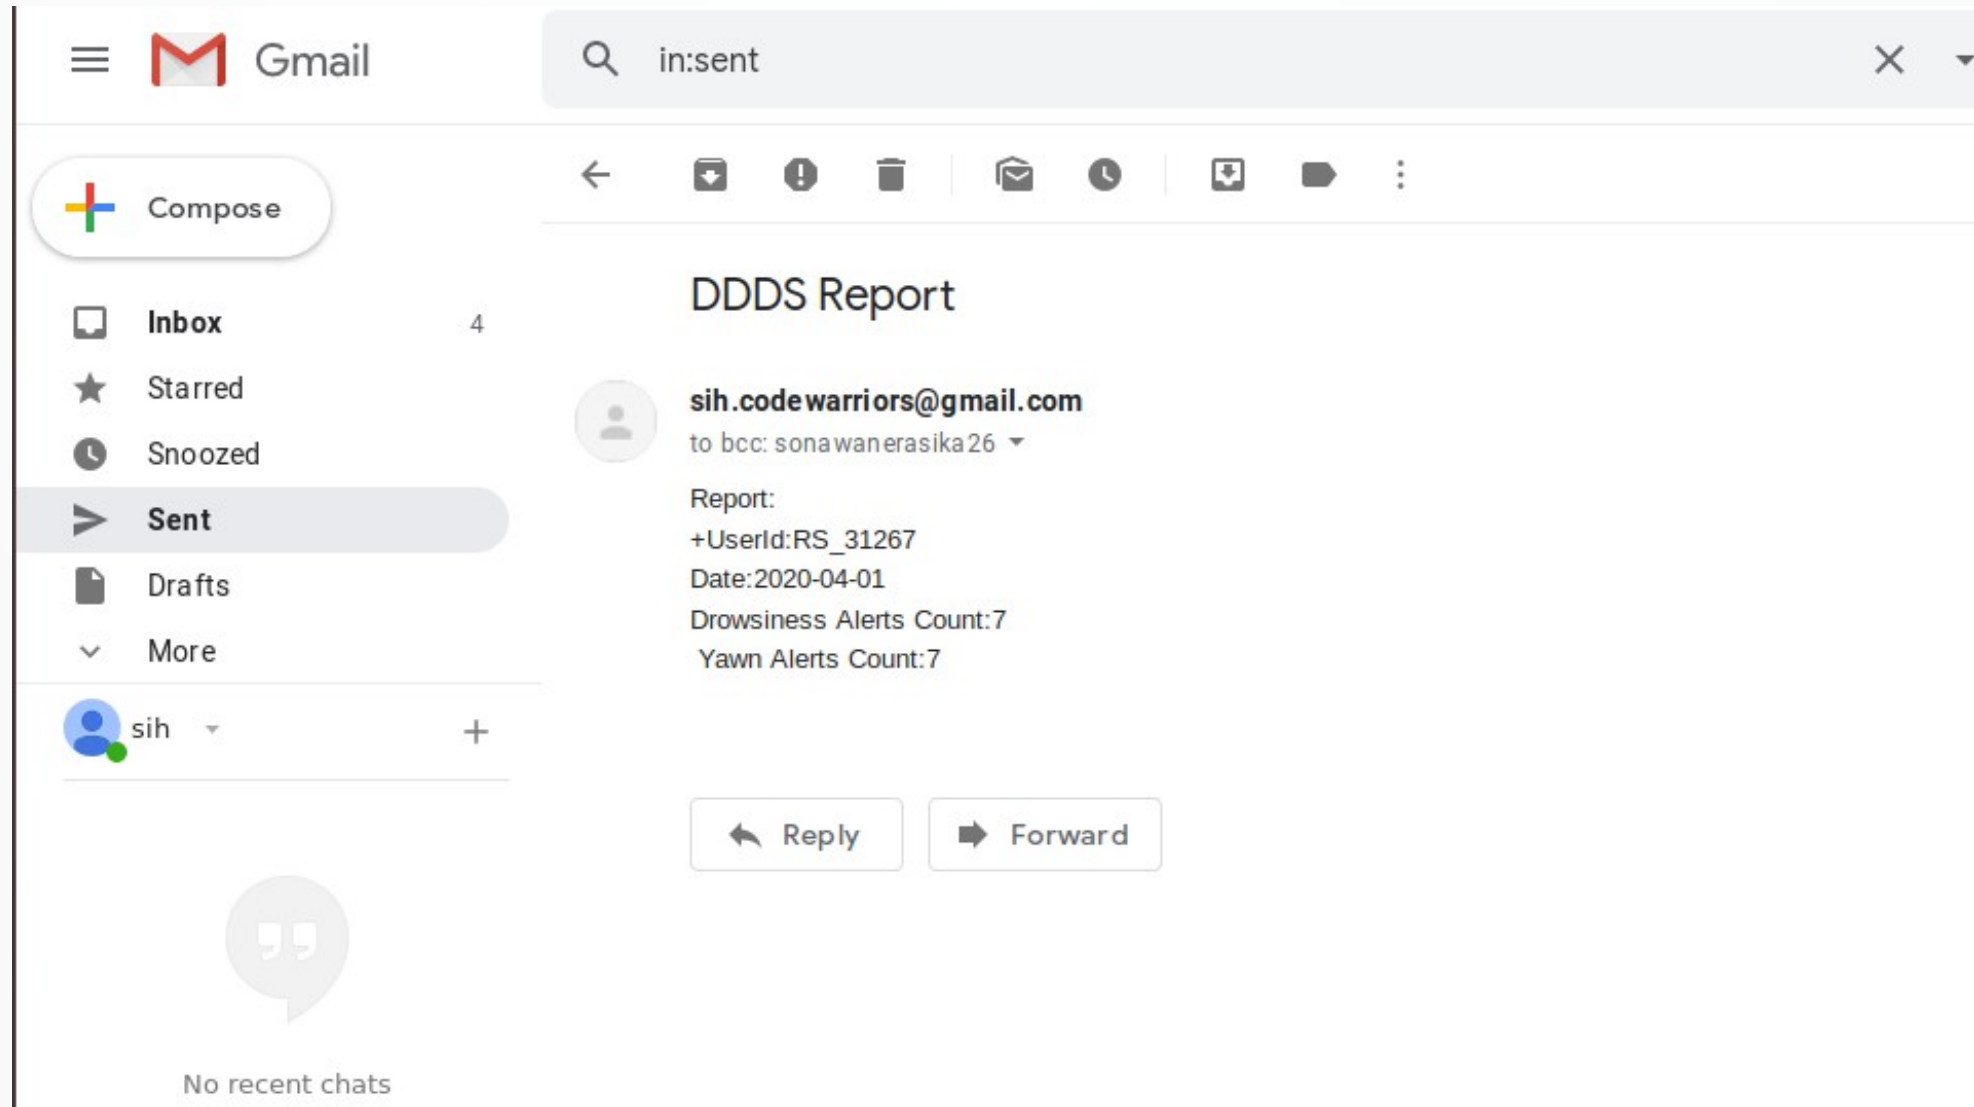 Gmail
in:sent
Compose
DDDS Report
Inbox 4
Starred
Snoozed
Sent
Drafts
More
sih.codewarriors@gmail.com
to bcc: sonawanerasika26
Report:
+UserId:RS_31267
Date:2020-04-01
Drowsiness Alerts Count:7
Yawn Alerts Count:7
sih
Reply
Forward
No recent chats